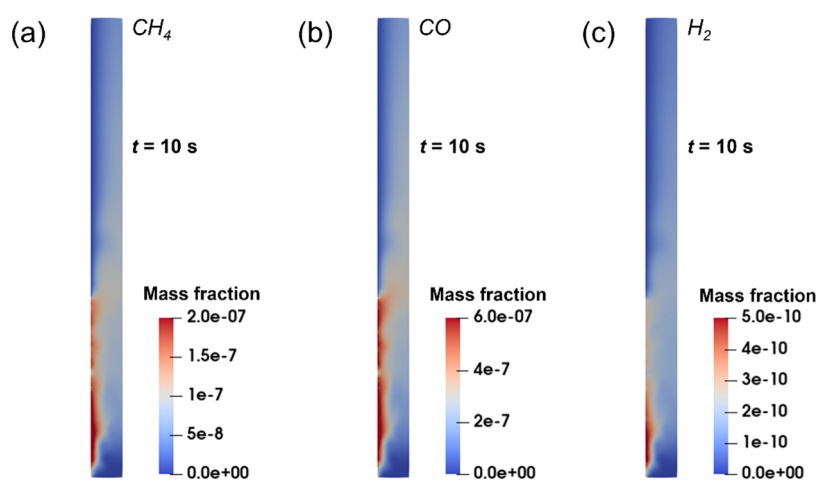 (a) CH₄
t = 10 s
Mass fraction
2.0e-07
1.5e-7
1e-7
5e-8
0.0e+00
(b) CO
t = 10 s
Mass fraction
6.0e-07
4e-7
2e-7
0.0e+00
(c) H₂
t = 10 s
Mass fraction
5.0e-10
4e-10
3e-10
2e-10
1e-10
0.0e+00